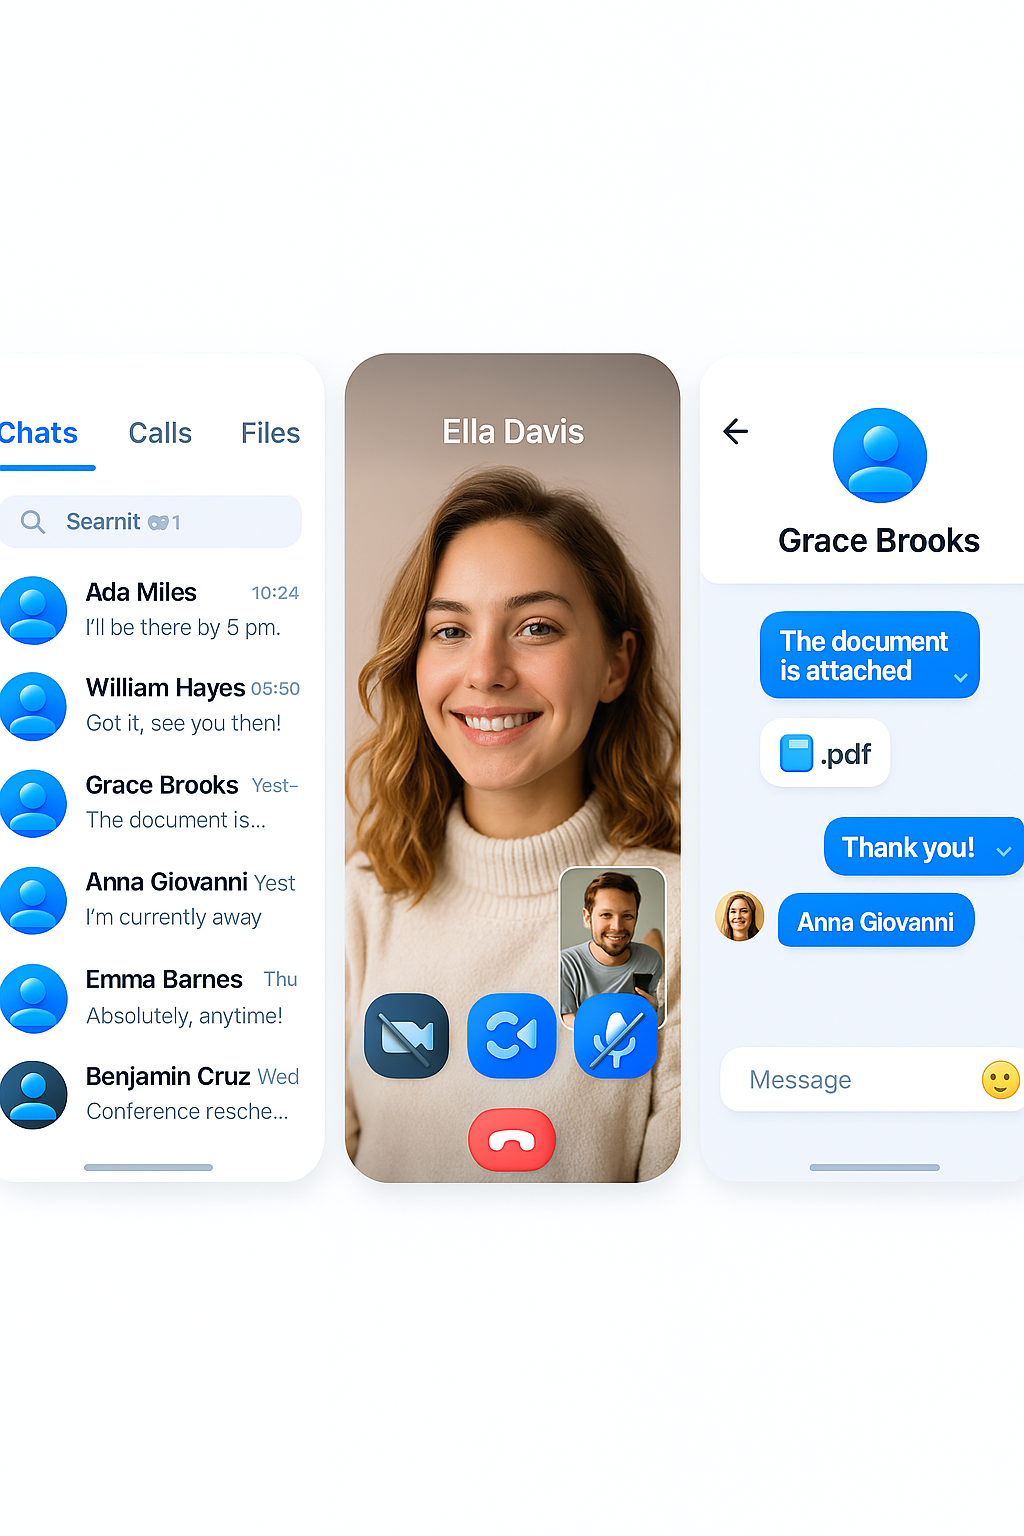 Chats Calls Files
Searnit 1
Ada Miles 10:24
I'll be there by 5 pm.
William Hayes 05:50
Got it, see you then!
Grace Brooks Yest–
The document is...
Anna Giovanni Yest
I'm currently away
Emma Barnes Thu
Absolutely, anytime!
Benjamin Cruz Wed
Conference resche...
Ella Davis
Grace Brooks
The document
is attached
.pdf
Thank you!
Anna Giovanni
Message